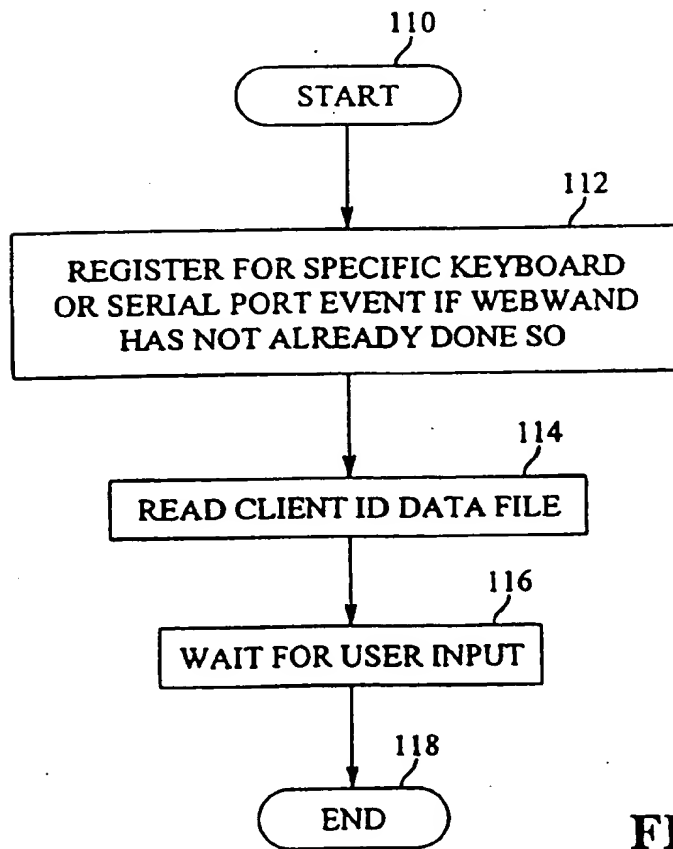 110
START
112
REGISTER FOR SPECIFIC KEYBOARD
OR SERIAL PORT EVENT IF WEBWAND
HAS NOT ALREADY DONE SO
114
READ CLIENT ID DATA FILE
116
WAIT FOR USER INPUT
118
END